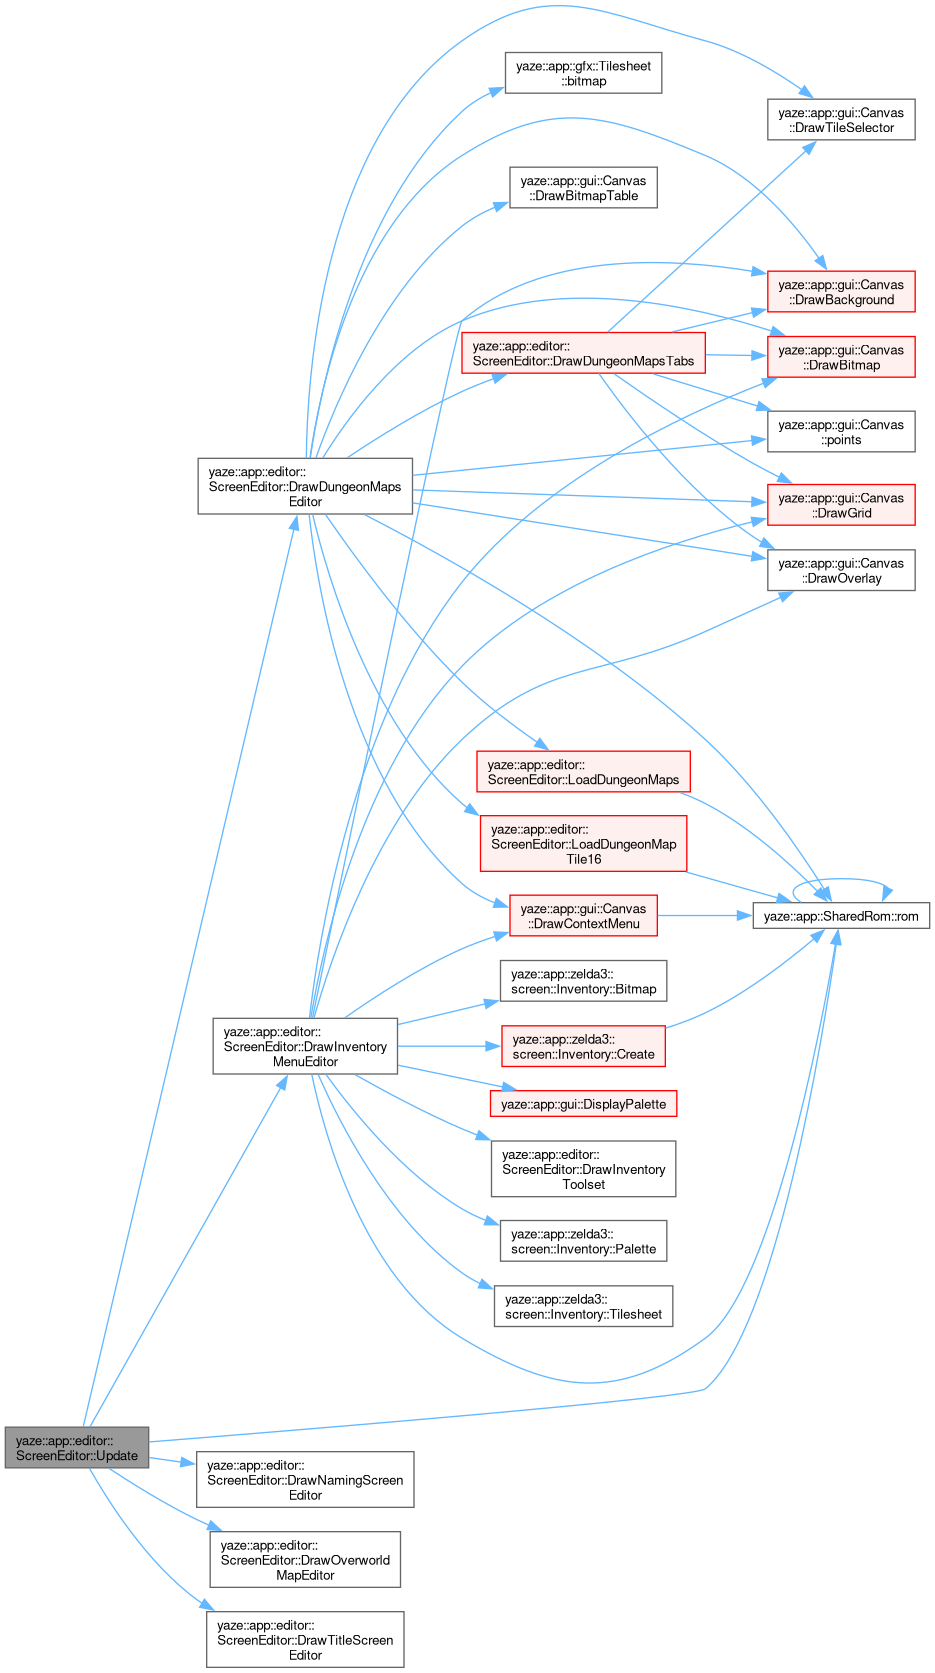 yaze::app::gfx::Tilesheet
::bitmap
yaze::app::gui::Canvas
::DrawTileSelector
yaze::app::gui::Canvas
::DrawBitmapTable
yaze::app::gui::Canvas
::DrawBackground
yaze::app::editor::
ScreenEditor::DrawDungeonMapsTabs
yaze::app::gui::Canvas
::DrawBitmap
yaze::app::gui::Canvas
::points
yaze::app::editor::
ScreenEditor::DrawDungeonMaps
Editor
yaze::app::gui::Canvas
::DrawGrid
yaze::app::gui::Canvas
::DrawOverlay
yaze::app::editor::
ScreenEditor::LoadDungeonMaps
yaze::app::editor::
ScreenEditor::LoadDungeonMap
Tile16
yaze::app::gui::Canvas
::DrawContextMenu
yaze::app::SharedRom::rom
yaze::app::zelda3::
screen::Inventory::Bitmap
yaze::app::editor::
ScreenEditor::DrawInventory
MenuEditor
yaze::app::zelda3::
screen::Inventory::Create
yaze::app::gui::DisplayPalette
yaze::app::editor::
ScreenEditor::DrawInventory
Toolset
yaze::app::zelda3::
screen::Inventory::Palette
yaze::app::zelda3::
screen::Inventory::Tilesheet
yaze::app::editor::
ScreenEditor::Update
yaze::app::editor::
ScreenEditor::DrawNamingScreen
Editor
yaze::app::editor::
ScreenEditor::DrawOverworld
MapEditor
yaze::app::editor::
ScreenEditor::DrawTitleScreen
Editor